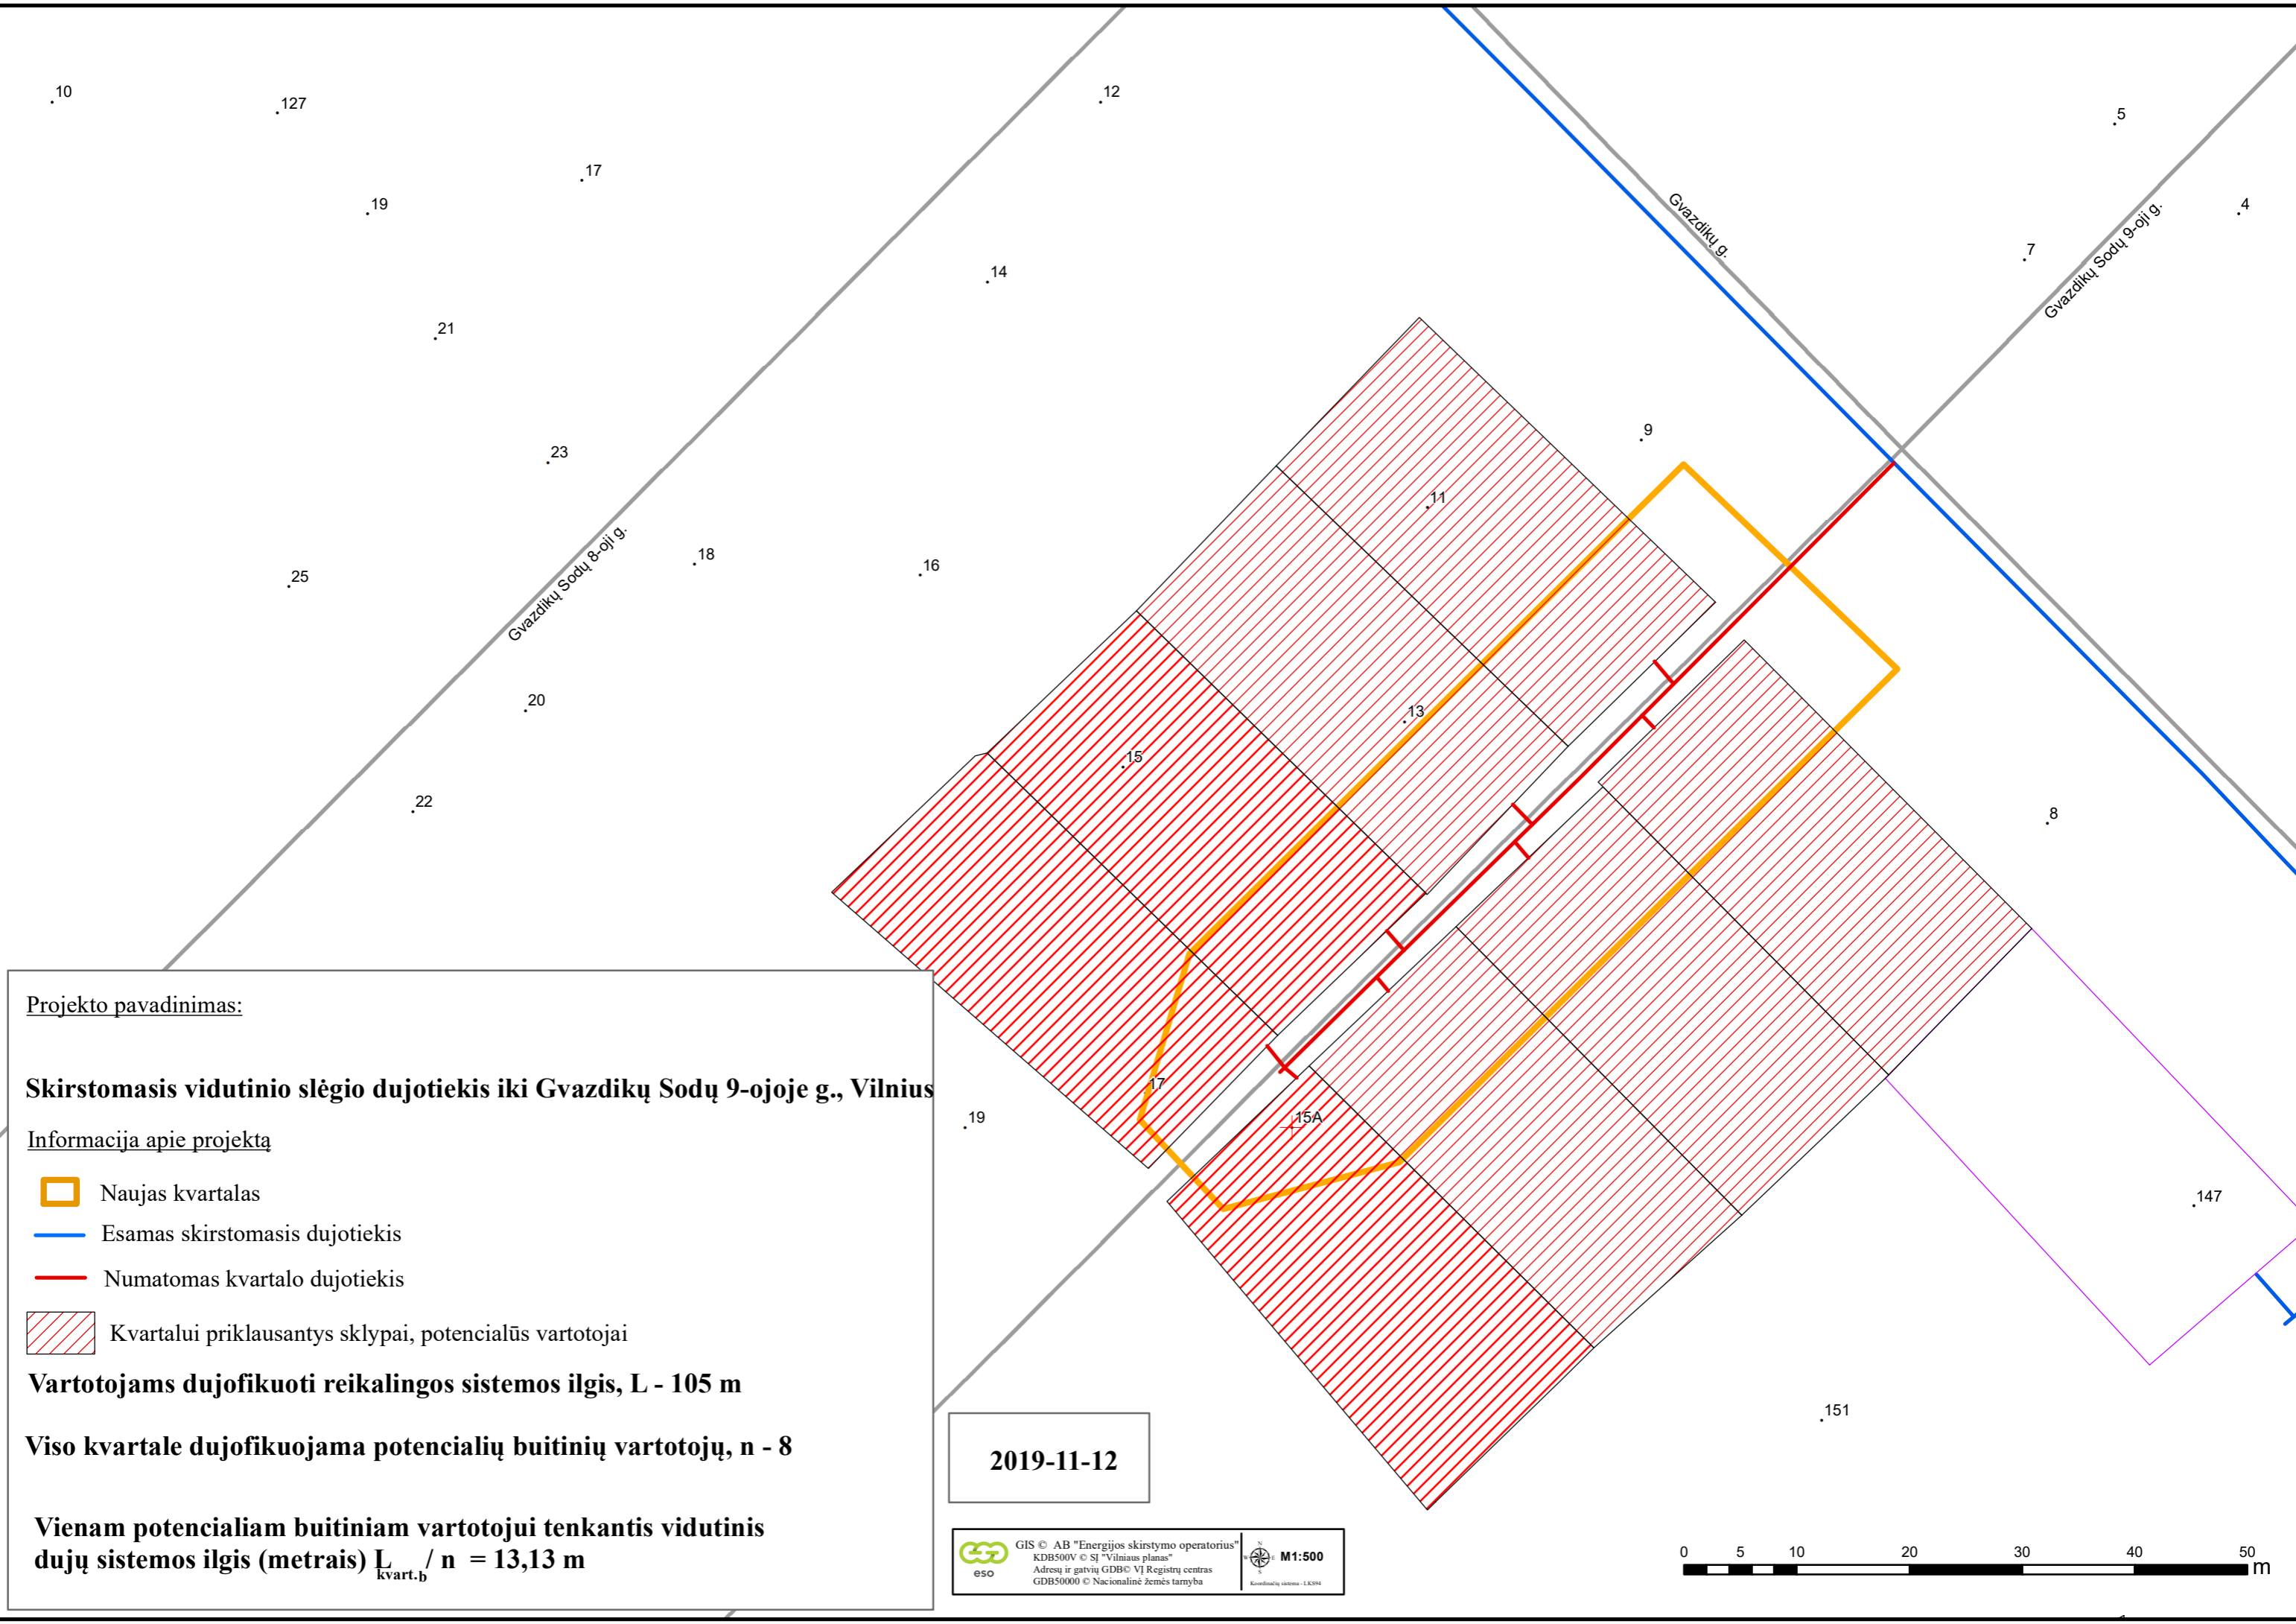 10
127
12
5
17
19
4
Gvazdikų g.
Gvazdikų Sodų 9-oji g.
7
14
21
9
23
11
Gvazdikų Sodų 8-oji g.
18
16
25
20
13
15
22
8
17
19
15A
147
151
Projekto pavadinimas:
Skirstomasis vidutinio slėgio dujotiekis iki Gvazdikų Sodų 9-ojoje g., Vilnius
Informacija apie projektą
Naujas kvartalas
Esamas skirstomasis dujotiekis
Numatomas kvartalo dujotiekis
Kvartalui priklausantys sklypai, potencialūs vartotojai
Vartotojams dujofikuoti reikalingos sistemos ilgis, L - 105 m
Viso kvartale dujofikuojama potencialių buitinių vartotojų, n - 8
Vienam potencialiam buitiniam vartotojui tenkantis vidutinis
dujų sistemos ilgis (metrais) L kvart.b / n = 13,13 m
2019-11-12
eso
GIS © AB "Energijos skirstymo operatorius"
KDB500V © SĮ "Vilniaus planas"
Adresų ir gatvių GDB© VĮ Registrų centras
GDB50000 © Nacionalinė žemės tarnyba
N
W E
S
M1:500
Koordinačių sistema - LKS94
0 5 10 20 30 40 50
m